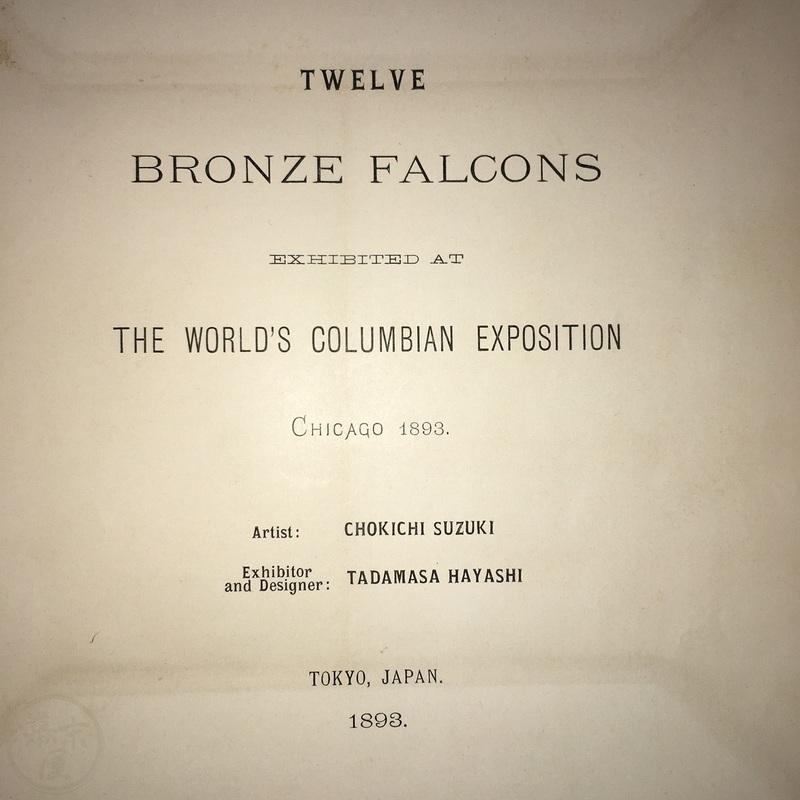 TWELVE
BRONZE FALCONS
EXHIBITED AT
THE WORLD'S COLUMBIAN EXPOSITION
CHICAGO 1893.
Artist: CHOKICHI SUZUKI
Exhibitor
and Designer: TADAMASA HAYASHI
TOKYO, JAPAN.
1893.